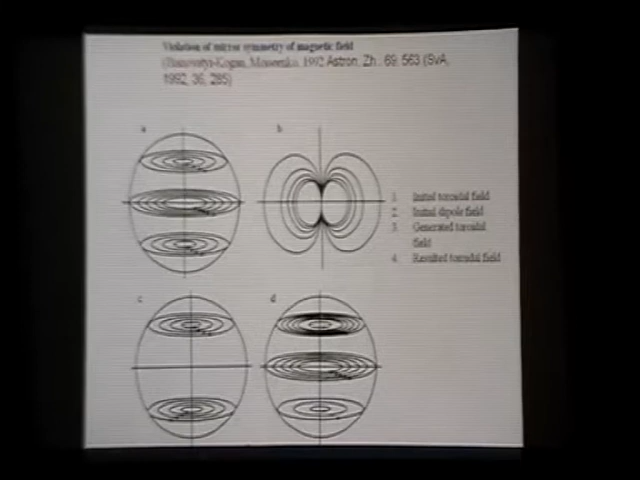 Violation of mirror symmetry of magnetic field
(Bisnovatyi-Kogan, Moiseenko, 1992 Astron. Zh., 69, 563 (SvA,
1992, 36, 285)
a
b
1. Initial toroidal field
2. Initial dipole field
3. Generated toroidal
field
4. Resulted toroidal field
c
d